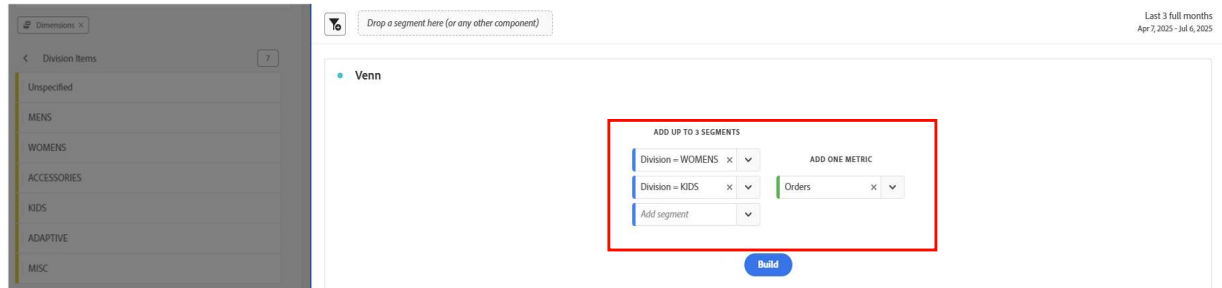 Dimensions ×
Division Items 7
Unspecified
MENS
WOMENS
ACCESSORIES
KIDS
ADAPTIVE
MISC
Drop a segment here (or any other component)
Last 3 full months
Apr 7, 2025 - Jul 6, 2025
Venn
ADD UP TO 3 SEGMENTS
Division = WOMENS ×
Division = KIDS ×
Add segment
ADD ONE METRIC
Orders ×
Build